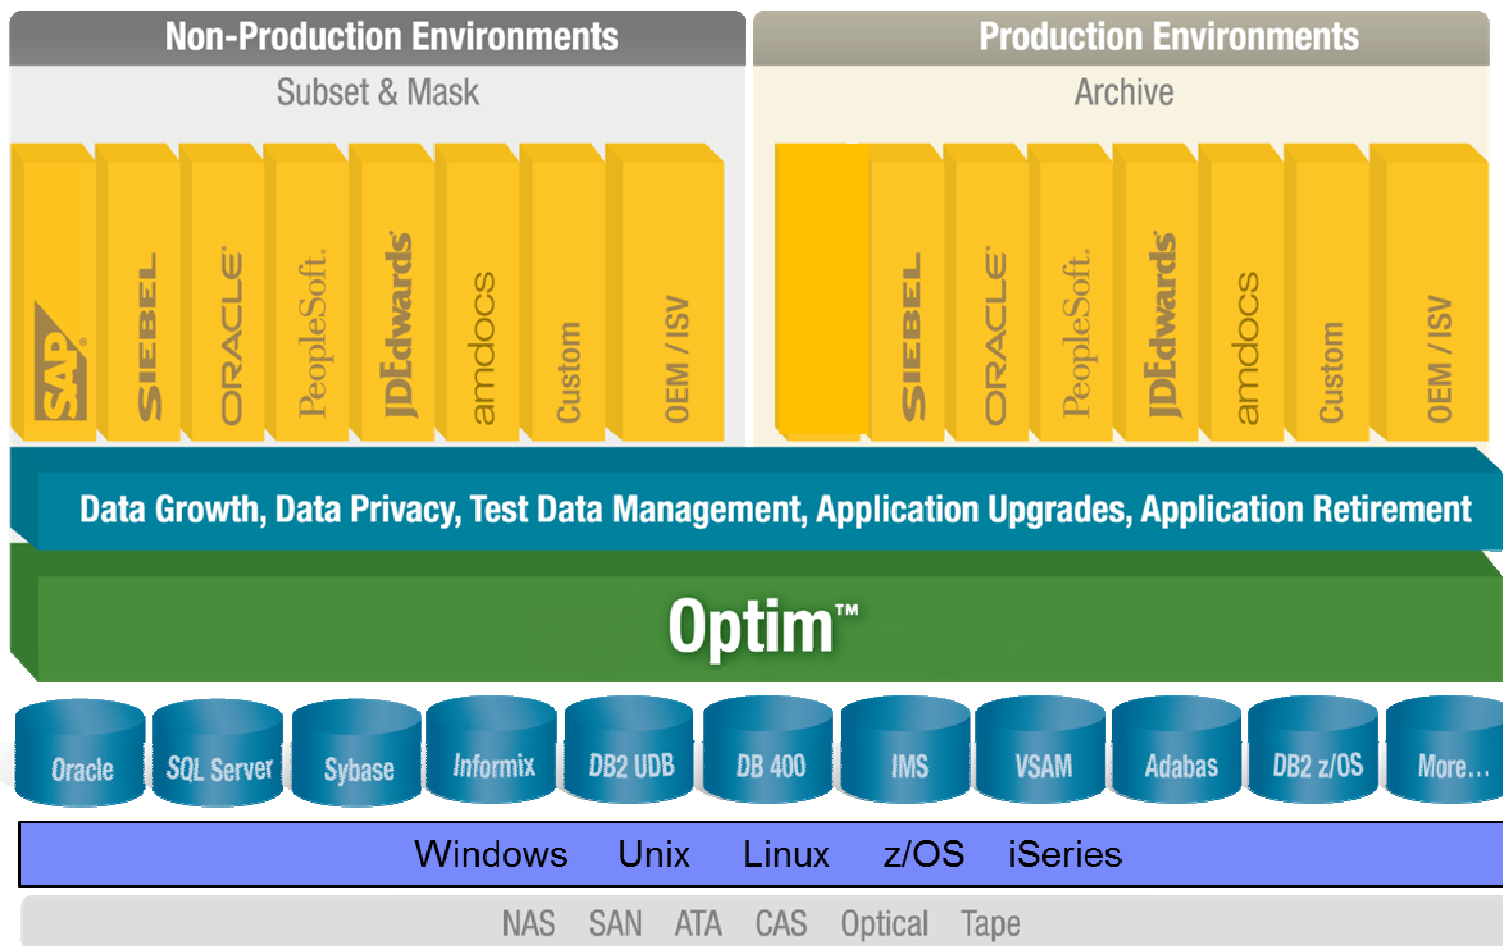 Non-Production Environments
Subset & Mask
SAP®
SIEBEL
ORACLE®
PeopleSoft.
JDEdwards®
amdocs
Custom
OEM / ISV
Production Environments
Archive
SIEBEL
ORACLE®
PeopleSoft.
JDEdwards®
amdocs
Custom
OEM / ISV
Data Growth, Data Privacy, Test Data Management, Application Upgrades, Application Retirement
Optim™
Oracle
SQL Server
Sybase
Informix
DB2 UDB
DB 400
IMS
VSAM
Adabas
DB2 z/OS
More...
Windows Unix Linux z/OS iSeries
NAS SAN ATA CAS Optical Tape